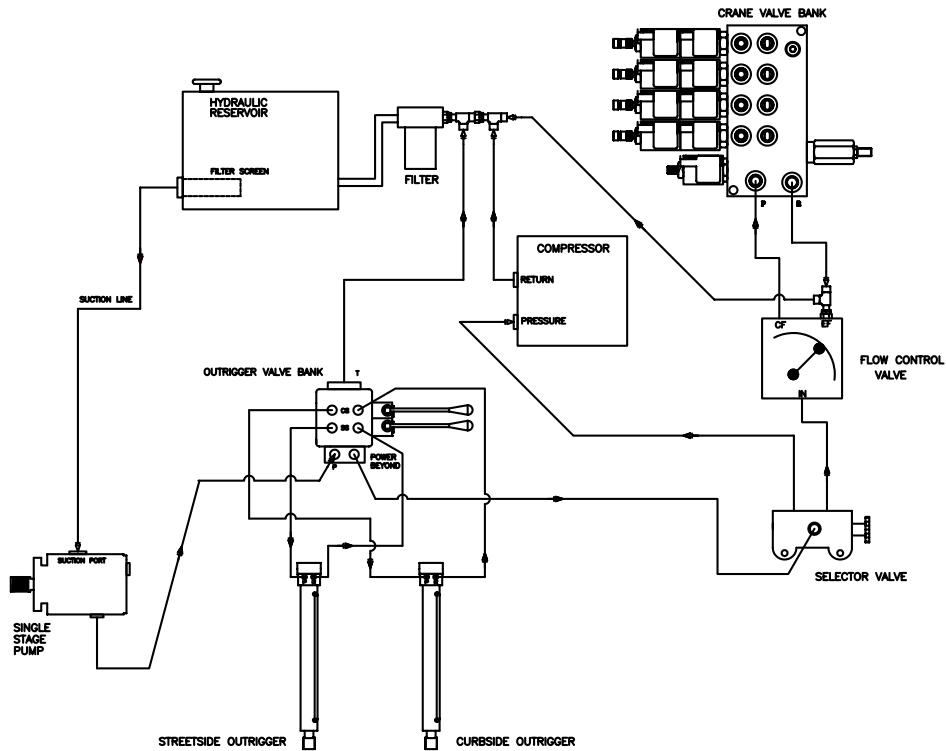 CRANE VALVE BANK
HYDRAULIC
RESERVOIR
FILTER SCREEN
FILTER
P
R
COMPRESSOR
RETURN
PRESSURE
SUCTION LINE
CF
EF
FLOW CONTROL
VALVE
IN
OUTRIGGER VALVE BANK
T
CS
SS
P
POWER
BEYOND
SUCTION PORT
SELECTOR VALVE
SINGLE
STAGE
PUMP
STREETSIDE OUTRIGGER
CURBSIDE OUTRIGGER